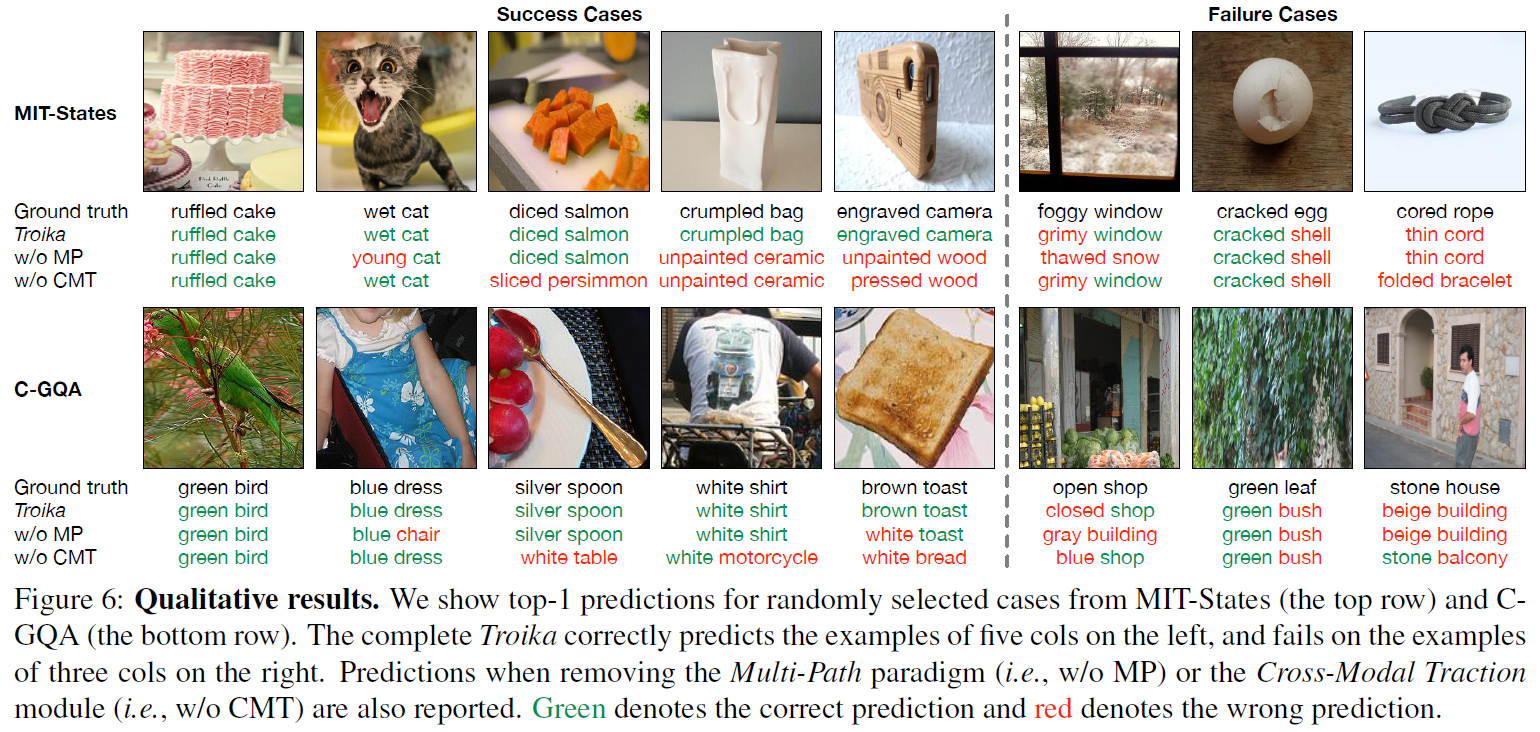 Success Cases Failure Cases
MIT-States
Ground truth ruffled cake wet cat diced salmon crumpled bag engraved camera foggy window cracked egg cored rope
Troika ruffled cake wet cat diced salmon crumpled bag engraved camera grimy window cracked shell thin cord
w/o MP ruffled cake young cat diced salmon unpainted ceramic unpainted wood thawed snow cracked shell thin cord
w/o CMT ruffled cake wet cat sliced persimmon unpainted ceramic pressed wood grimy window cracked shell folded bracelet
C-GQA
Ground truth green bird blue dress silver spoon white shirt brown toast open shop green leaf stone house
Troika green bird blue dress silver spoon white shirt brown toast closed shop green bush beige building
w/o MP green bird blue chair silver spoon white shirt white toast gray building green bush beige building
w/o CMT green bird blue dress white table white motorcycle white bread blue shop green bush stone balcony
Figure 6: Qualitative results. We show top-1 predictions for randomly selected cases from MIT-States (the top row) and C-
GQA (the bottom row). The complete Troika correctly predicts the examples of five cols on the left, and fails on the examples
of three cols on the right. Predictions when removing the Multi-Path paradigm (i.e., w/o MP) or the Cross-Modal Traction
module (i.e., w/o CMT) are also reported. Green denotes the correct prediction and red denotes the wrong prediction.